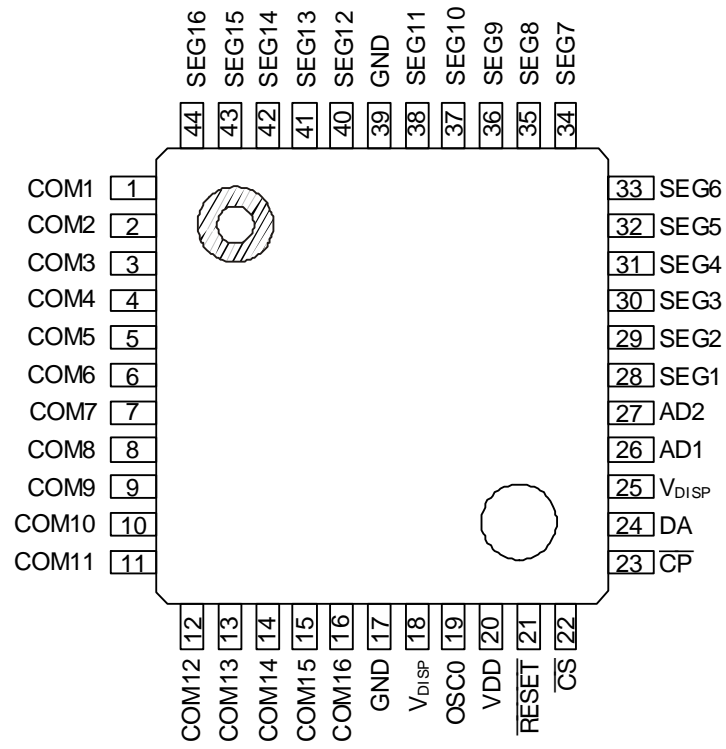 SEG16
SEG15
SEG14
SEG13
SEG12
GND
SEG11
SEG10
SEG9
SEG8
SEG7
44
43
42
41
40
39
38
37
36
35
34
COM1 1
COM2 2
COM3 3
COM4 4
COM5 5
COM6 6
COM7 7
COM8 8
COM9 9
COM10 10
COM11 11
33 SEG6
32 SEG5
31 SEG4
30 SEG3
29 SEG2
28 SEG1
27 AD2
26 AD1
25 VDISP
24 DA
23 CP
12
13
14
15
16
17
18
19
20
21
22
COM12
COM13
COM14
COM15
COM16
GND
VDISP
OSC0
VDD
RESET
CS